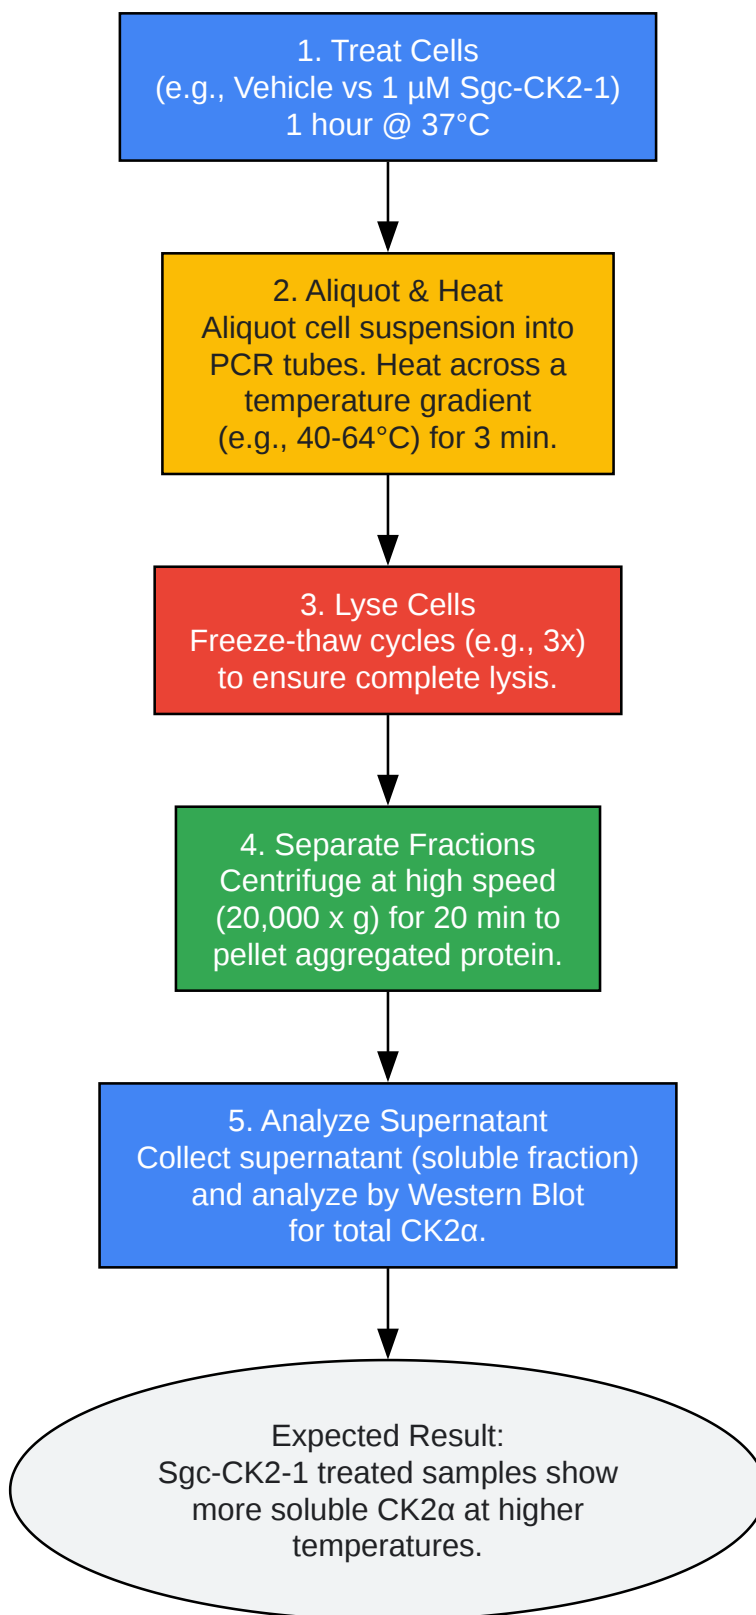 1. Treat Cells
(e.g., Vehicle vs 1 µM Sgc-CK2-1)
1 hour @ 37°C
2. Aliquot & Heat
Aliquot cell suspension into
PCR tubes. Heat across a
temperature gradient
(e.g., 40-64°C) for 3 min.
3. Lyse Cells
Freeze-thaw cycles (e.g., 3x)
to ensure complete lysis.
4. Separate Fractions
Centrifuge at high speed
(20,000 x g) for 20 min to
pellet aggregated protein.
5. Analyze Supernatant
Collect supernatant (soluble fraction)
and analyze by Western Blot
for total CK2α.
Expected Result:
Sgc-CK2-1 treated samples show
more soluble CK2α at higher
temperatures.